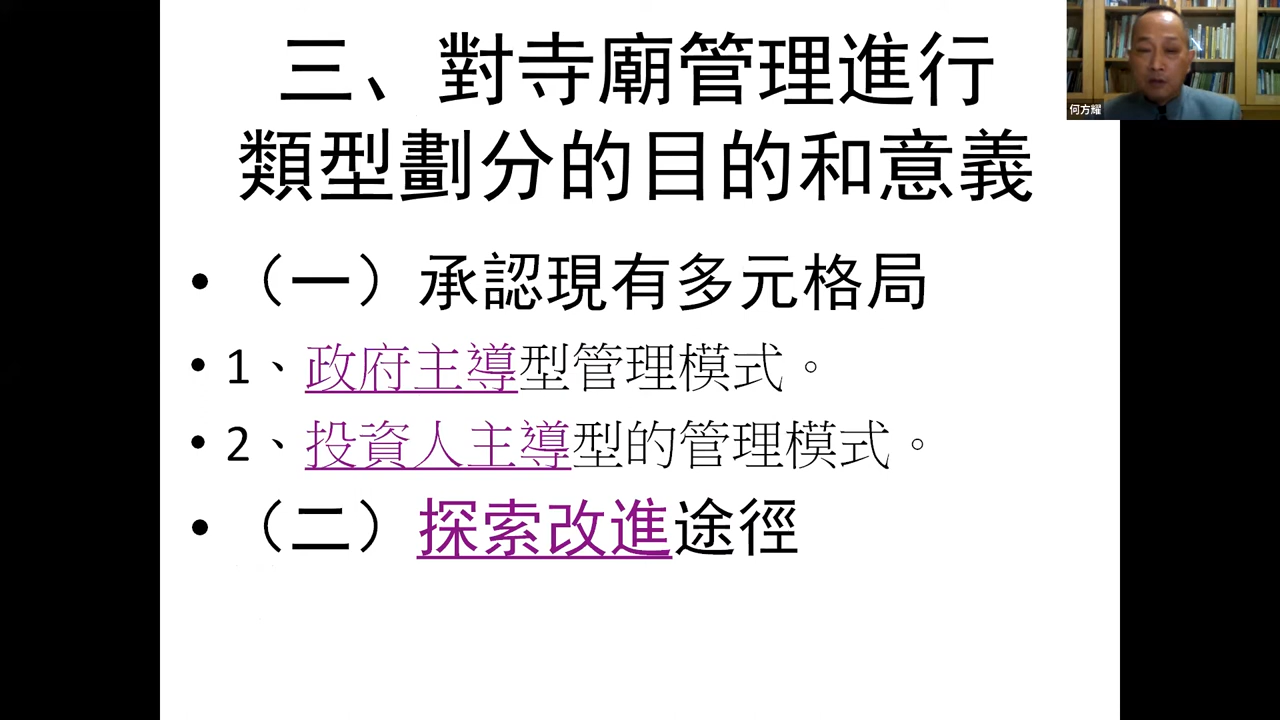 三、對寺廟管理進行
類型劃分的目的和意義
何方耀
• （一）承認現有多元格局
• 1、政府主導型管理模式。
• 2、投資人主導型的管理模式。
• （二）探索改進途徑